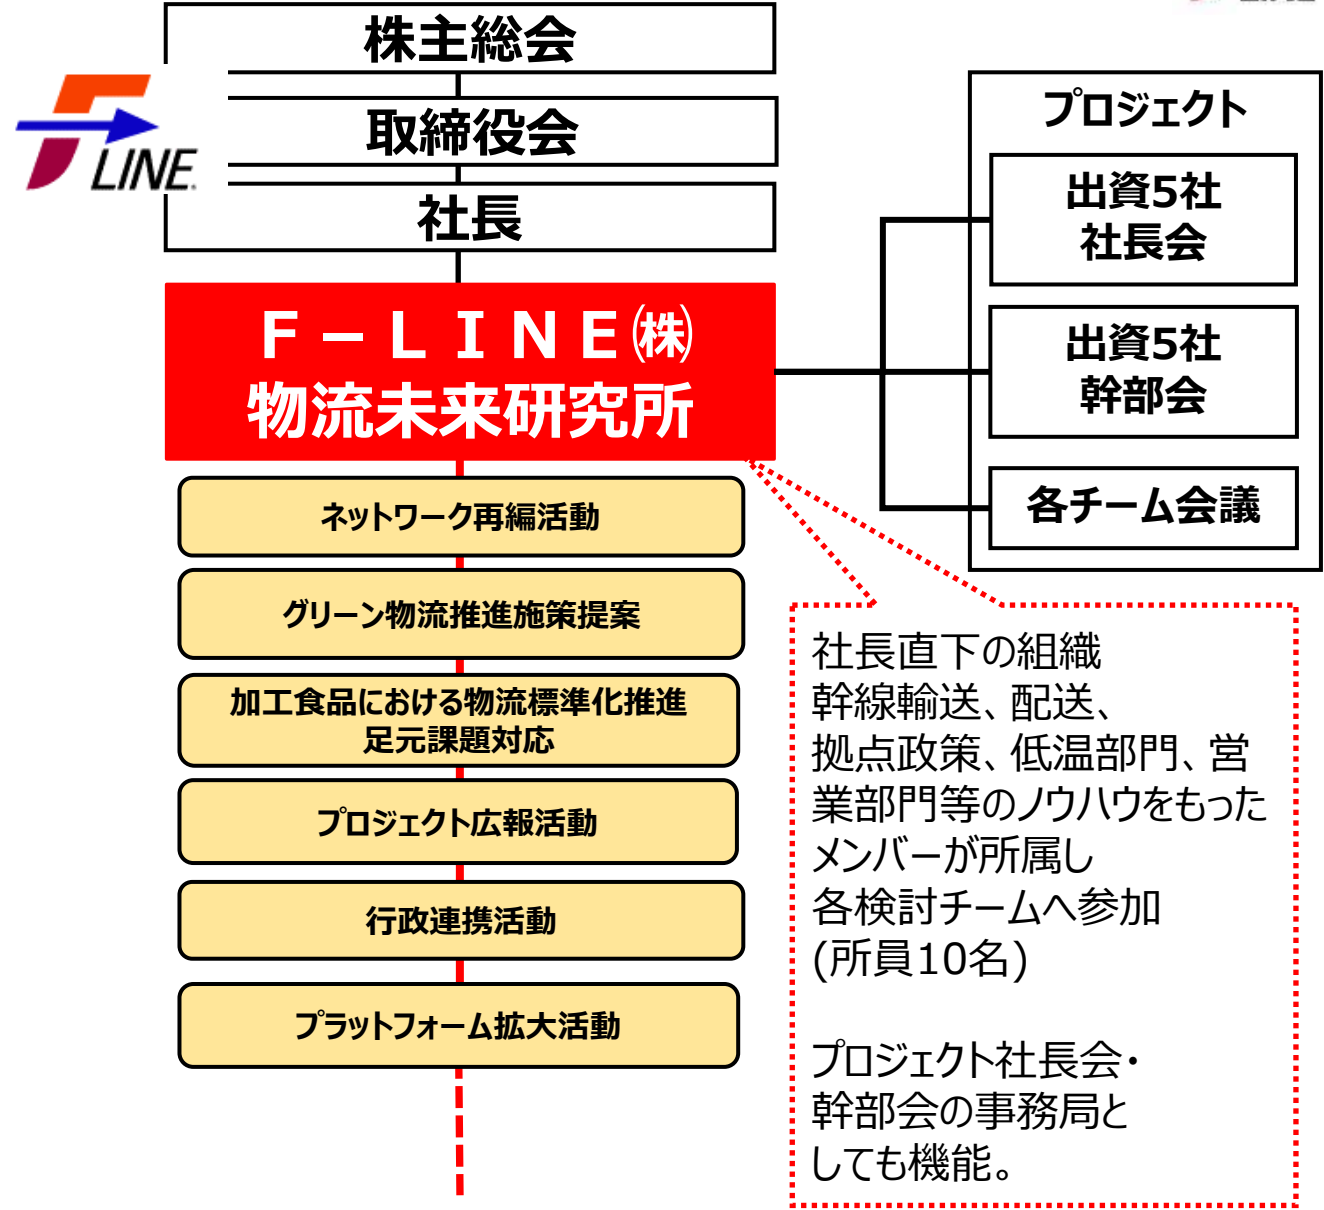 株主総会
取締役会
社長
F LINE.
F－LINE㈱
物流未来研究所
ネットワーク再編活動
グリーン物流推進施策提案
加工食品における物流標準化推進
足元課題対応
プロジェクト広報活動
行政連携活動
プラットフォーム拡大活動
プロジェクト
出資5社
社長会
出資5社
幹部会
各チーム会議
社長直下の組織
幹線輸送、配送、
拠点政策、低温部門、営
業部門等のノウハウをもった
メンバーが所属し
各検討チームへ参加
(所員10名)
プロジェクト社長会・
幹部会の事務局と
しても機能。